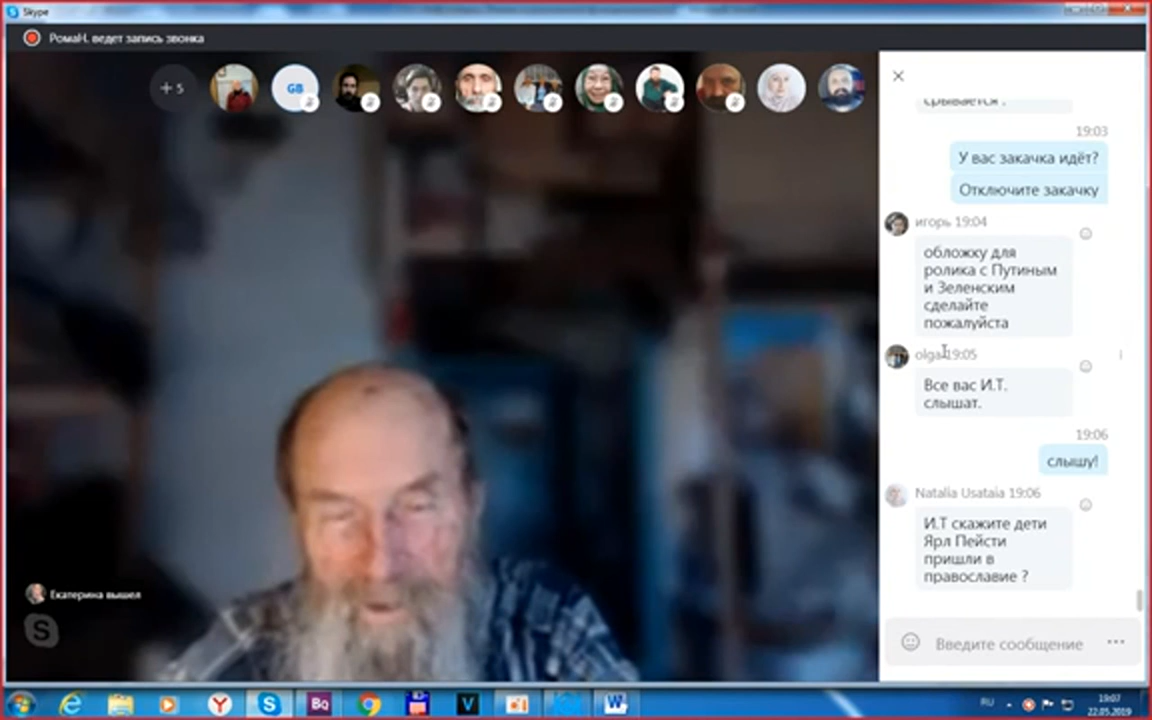 Skype
РомаН. ведет запись звонка
+ 5
GB
срывается .
19:03
У вас закачка идёт?
Отключите закачку
игорь 19:04
обложку для
ролика с Путиным
и Зеленским
сделайте
пожалуйста
olga 19:05
Все вас И.Т.
слышат.
19:06
слышу!
Natalia Usataia 19:06
И.Т скажите дети
Ярл Пейсти
пришли в
православие ?
Екатерина вышел
S
Введите сообщение
Bq
V
W
RU
19:07
22.05.2019